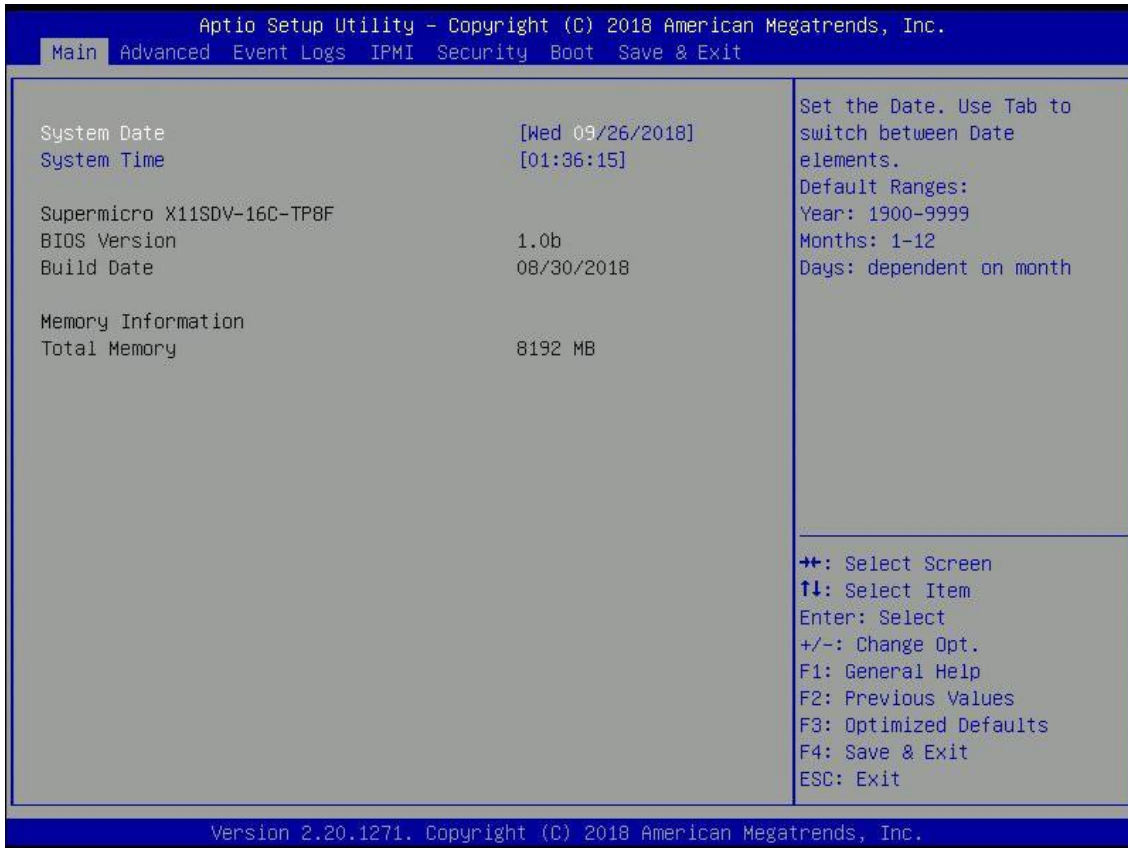 Aptio Setup Utility – Copyright (C) 2018 American Megatrends, Inc.
Main Advanced Event Logs IPMI Security Boot Save & Exit
System Date [Wed 09/26/2018]
System Time [01:36:15]
Supermicro X11SDV-16C-TP8F
BIOS Version 1.0b
Build Date 08/30/2018
Memory Information
Total Memory 8192 MB
Set the Date. Use Tab to
switch between Date
elements.
Default Ranges:
Year: 1900-9999
Months: 1-12
Days: dependent on month
→←: Select Screen
↑↓: Select Item
Enter: Select
+/-: Change Opt.
F1: General Help
F2: Previous Values
F3: Optimized Defaults
F4: Save & Exit
ESC: Exit
Version 2.20.1271. Copyright (C) 2018 American Megatrends, Inc.